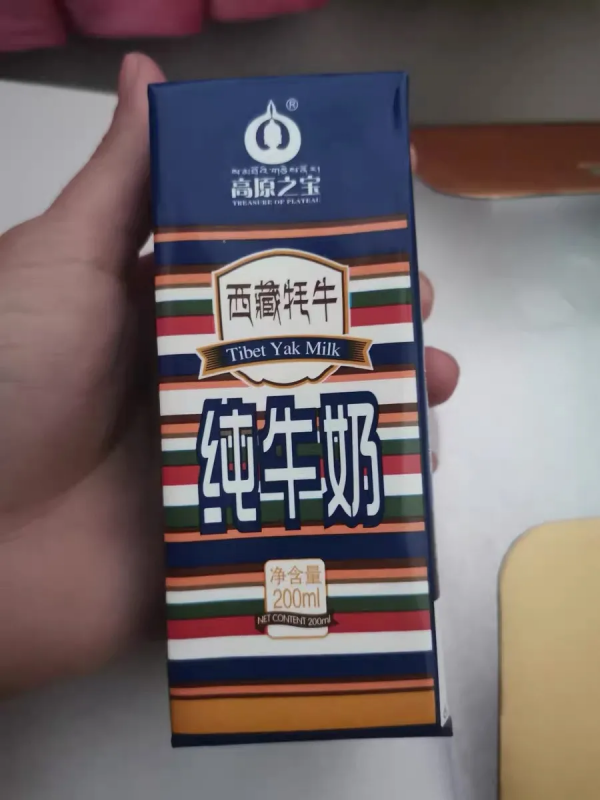 ®
高原之宝
TREASURE OF PLATEAU
西藏牦牛
Tibet Yak Milk
纯牛奶
净含量
200ml
NET CONTENT 200ml